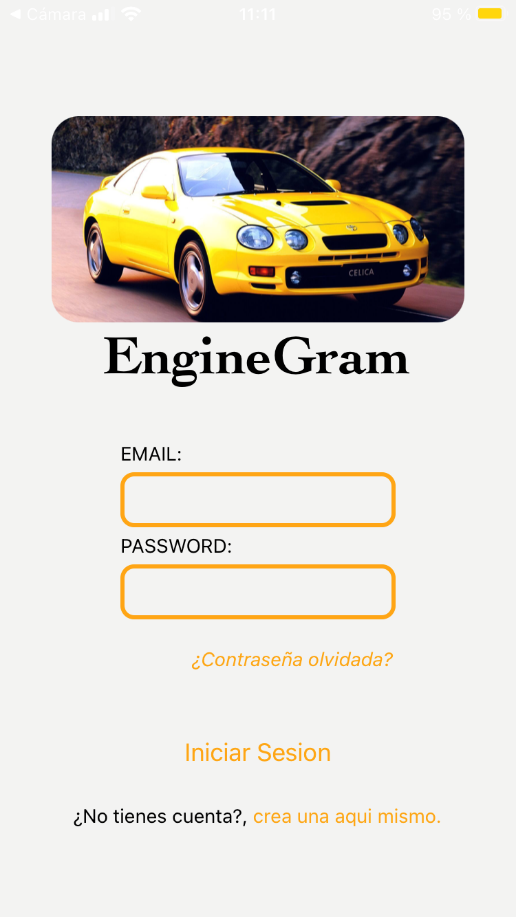 ◀ Cámara 11:11 95 %
CELICA
EngineGram
EMAIL:
PASSWORD:
¿Contraseña olvidada?
Iniciar Sesion
¿No tienes cuenta?, crea una aqui mismo.